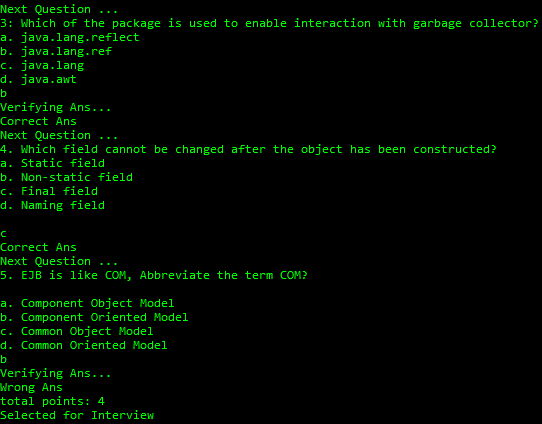 Next Question ...
3: Which of the package is used to enable interaction with garbage collector?
a. java.lang.reflect
b. java.lang.ref
c. java.lang
d. java.awt
b
Verifying Ans...
Correct Ans
Next Question ...
4. Which field cannot be changed after the object has been constructed?
a. Static field
b. Non-static field
c. Final field
d. Naming field
c
Correct Ans
Next Question ...
5. EJB is like COM, Abbreviate the term COM?
a. Component Object Model
b. Component Oriented Model
c. Common Object Model
d. Common Oriented Model
b
Verifying Ans...
Wrong Ans
total points: 4
Selected for Interview